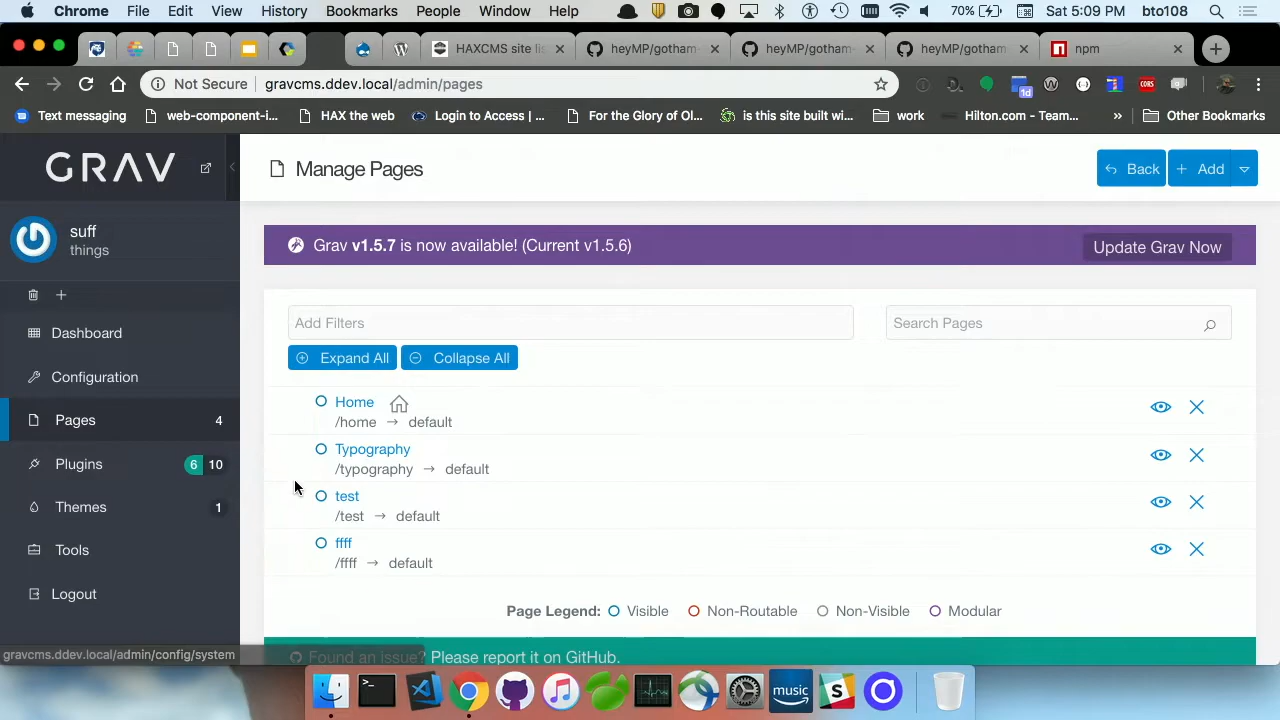 Chrome File Edit View History Bookmarks People Window Help 70% Sat 5:09 PM bto108
HAXCMS site li heyMP/gotham- heyMP/gotham- heyMP/gotham- npm
Not Secure gravcms.ddev.local/admin/pages
1d CORS
Text messaging web-component-i... HAX the web Login to Access | ... For the Glory of Ol... is this site built wi... work Hilton.com - Team... » Other Bookmarks
GRAV
Manage Pages
Back
+ Add
suff
things
Grav v1.5.7 is now available! (Current v1.5.6)
Update Grav Now
Dashboard
Configuration
Pages 4
Plugins 6 10
Themes 1
Tools
Logout
Add Filters
Search Pages
Expand All
Collapse All
Home
/home → default
Typography
/typography → default
test
/test → default
ffff
/ffff → default
Page Legend: Visible Non-Routable Non-Visible Modular
Found an issue? Please report it on GitHub.
gravcms.ddev.local/admin/config/system
music